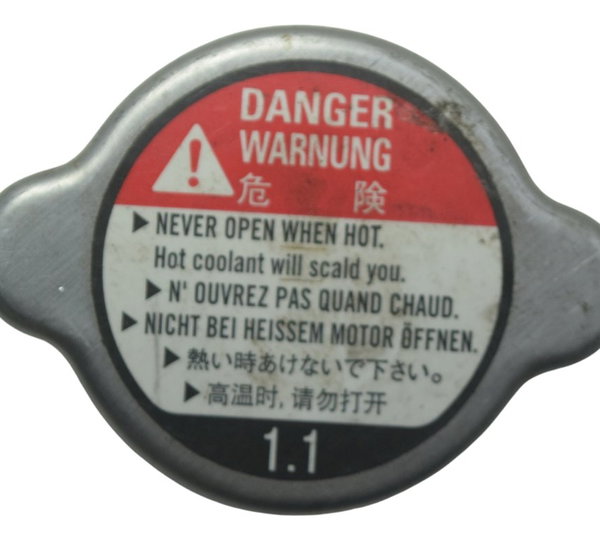 DANGER
WARNUNG
危 険
▶ NEVER OPEN WHEN HOT.
Hot coolant will scald you.
▶ N' OUVREZ PAS QUAND CHAUD.
▶ NICHT BEI HEISSEM MOTOR ÖFFNEN.
▶ 熱い時あけないで下さい。
▶ 高温时, 请勿打开
1.1